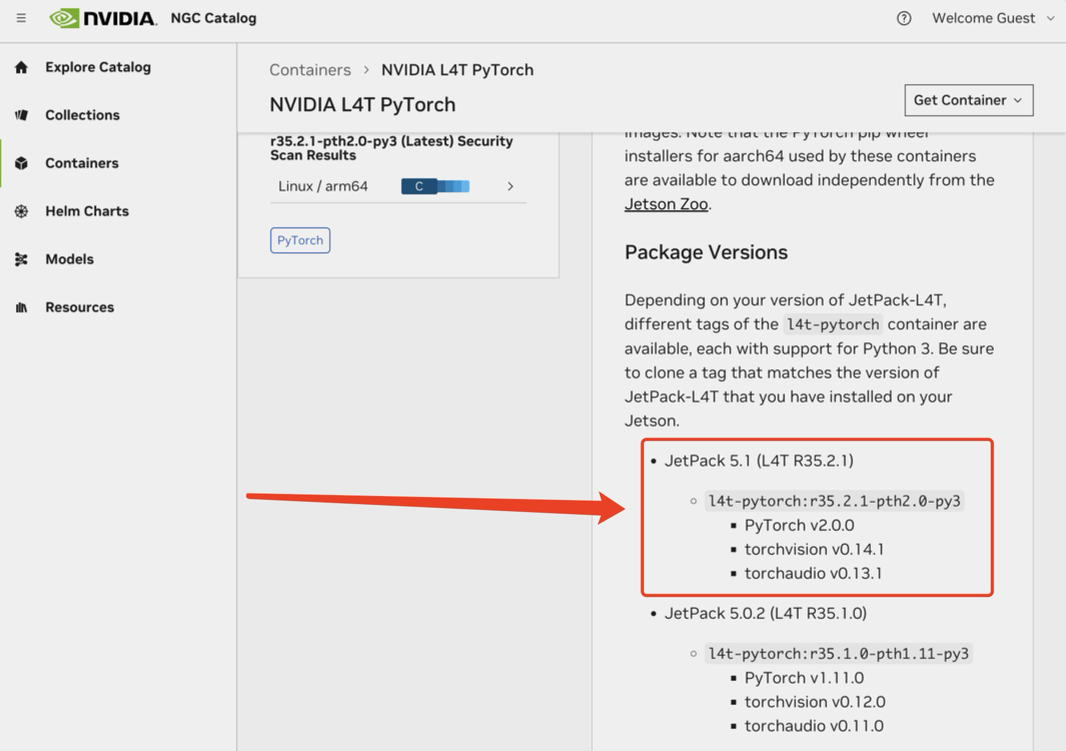 NVIDIA. NGC Catalog
Welcome Guest
Explore Catalog
Collections
Containers
Helm Charts
Models
Resources
Containers > NVIDIA L4T PyTorch
NVIDIA L4T PyTorch
Get Container
r35.2.1-pth2.0-py3 (Latest) Security
Scan Results
Linux / arm64
C
PyTorch
images. Note that the PyTorch pip wheel
installers for aarch64 used by these containers
are available to download independently from the
Jetson Zoo.
Package Versions
Depending on your version of JetPack-L4T,
different tags of the l4t-pytorch container are
available, each with support for Python 3. Be sure
to clone a tag that matches the version of
JetPack-L4T that you have installed on your
Jetson.
• JetPack 5.1 (L4T R35.2.1)
○ l4t-pytorch:r35.2.1-pth2.0-py3
▪ PyTorch v2.0.0
▪ torchvision v0.14.1
▪ torchaudio v0.13.1
• JetPack 5.0.2 (L4T R35.1.0)
○ l4t-pytorch:r35.1.0-pth1.11-py3
▪ PyTorch v1.11.0
▪ torchvision v0.12.0
▪ torchaudio v0.11.0